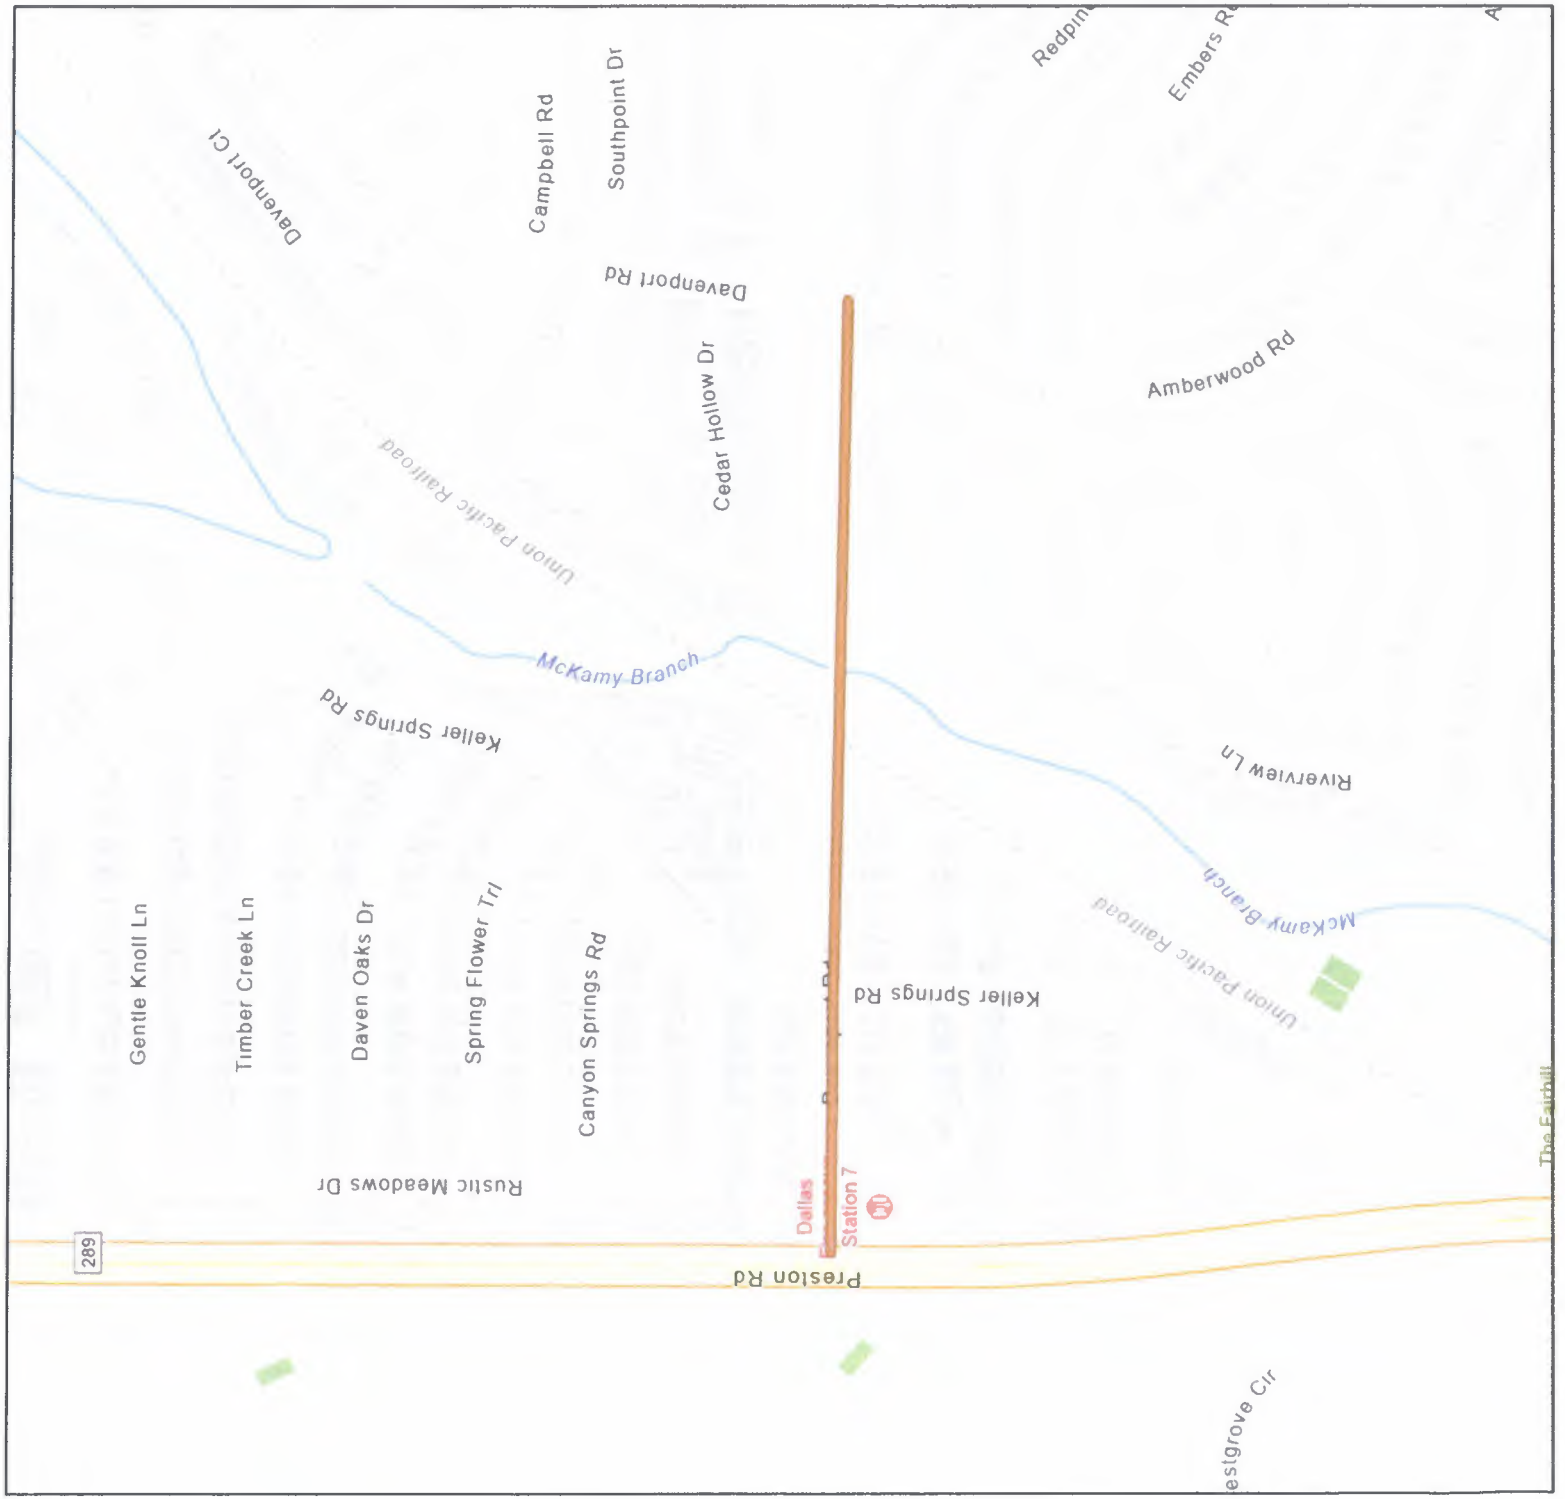 Redpin
Embers R
A
Southpoint Dr
Campbell Rd
Davenport Ct
Davenport Rd
Cedar Hollow Dr
Amberwood Rd
Union Pacific Railroad
McKamy Branch
Keller Springs Rd
Riverview Ln
McKamy Branch
Union Pacific Railroad
Gentle Knoll Ln
Timber Creek Ln
Daven Oaks Dr
Spring Flower Trl
Canyon Springs Rd
Keller Springs Rd
The Fairhill
Rustic Meadows Dr
Dallas
Station 7
289
Preston Rd
estgrove Cir